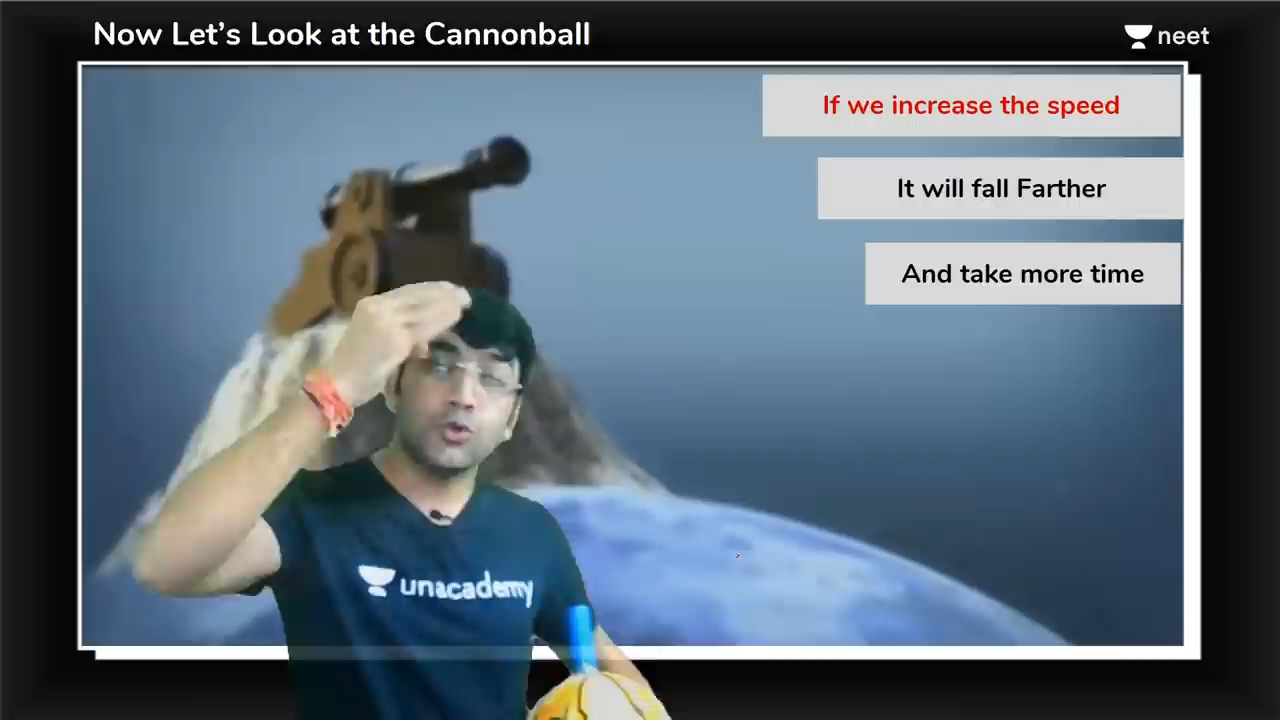 Now Let's Look at the Cannonball
neet
If we increase the speed
It will fall Farther
And take more time
unacademy